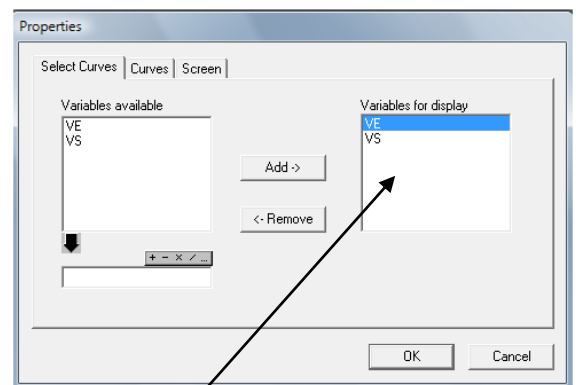 Properties
Select Curves Curves Screen
Variables available
VE
VS
Add ->
<- Remove
Variables for display
VE
VS
+ - × / ...
OK Cancel